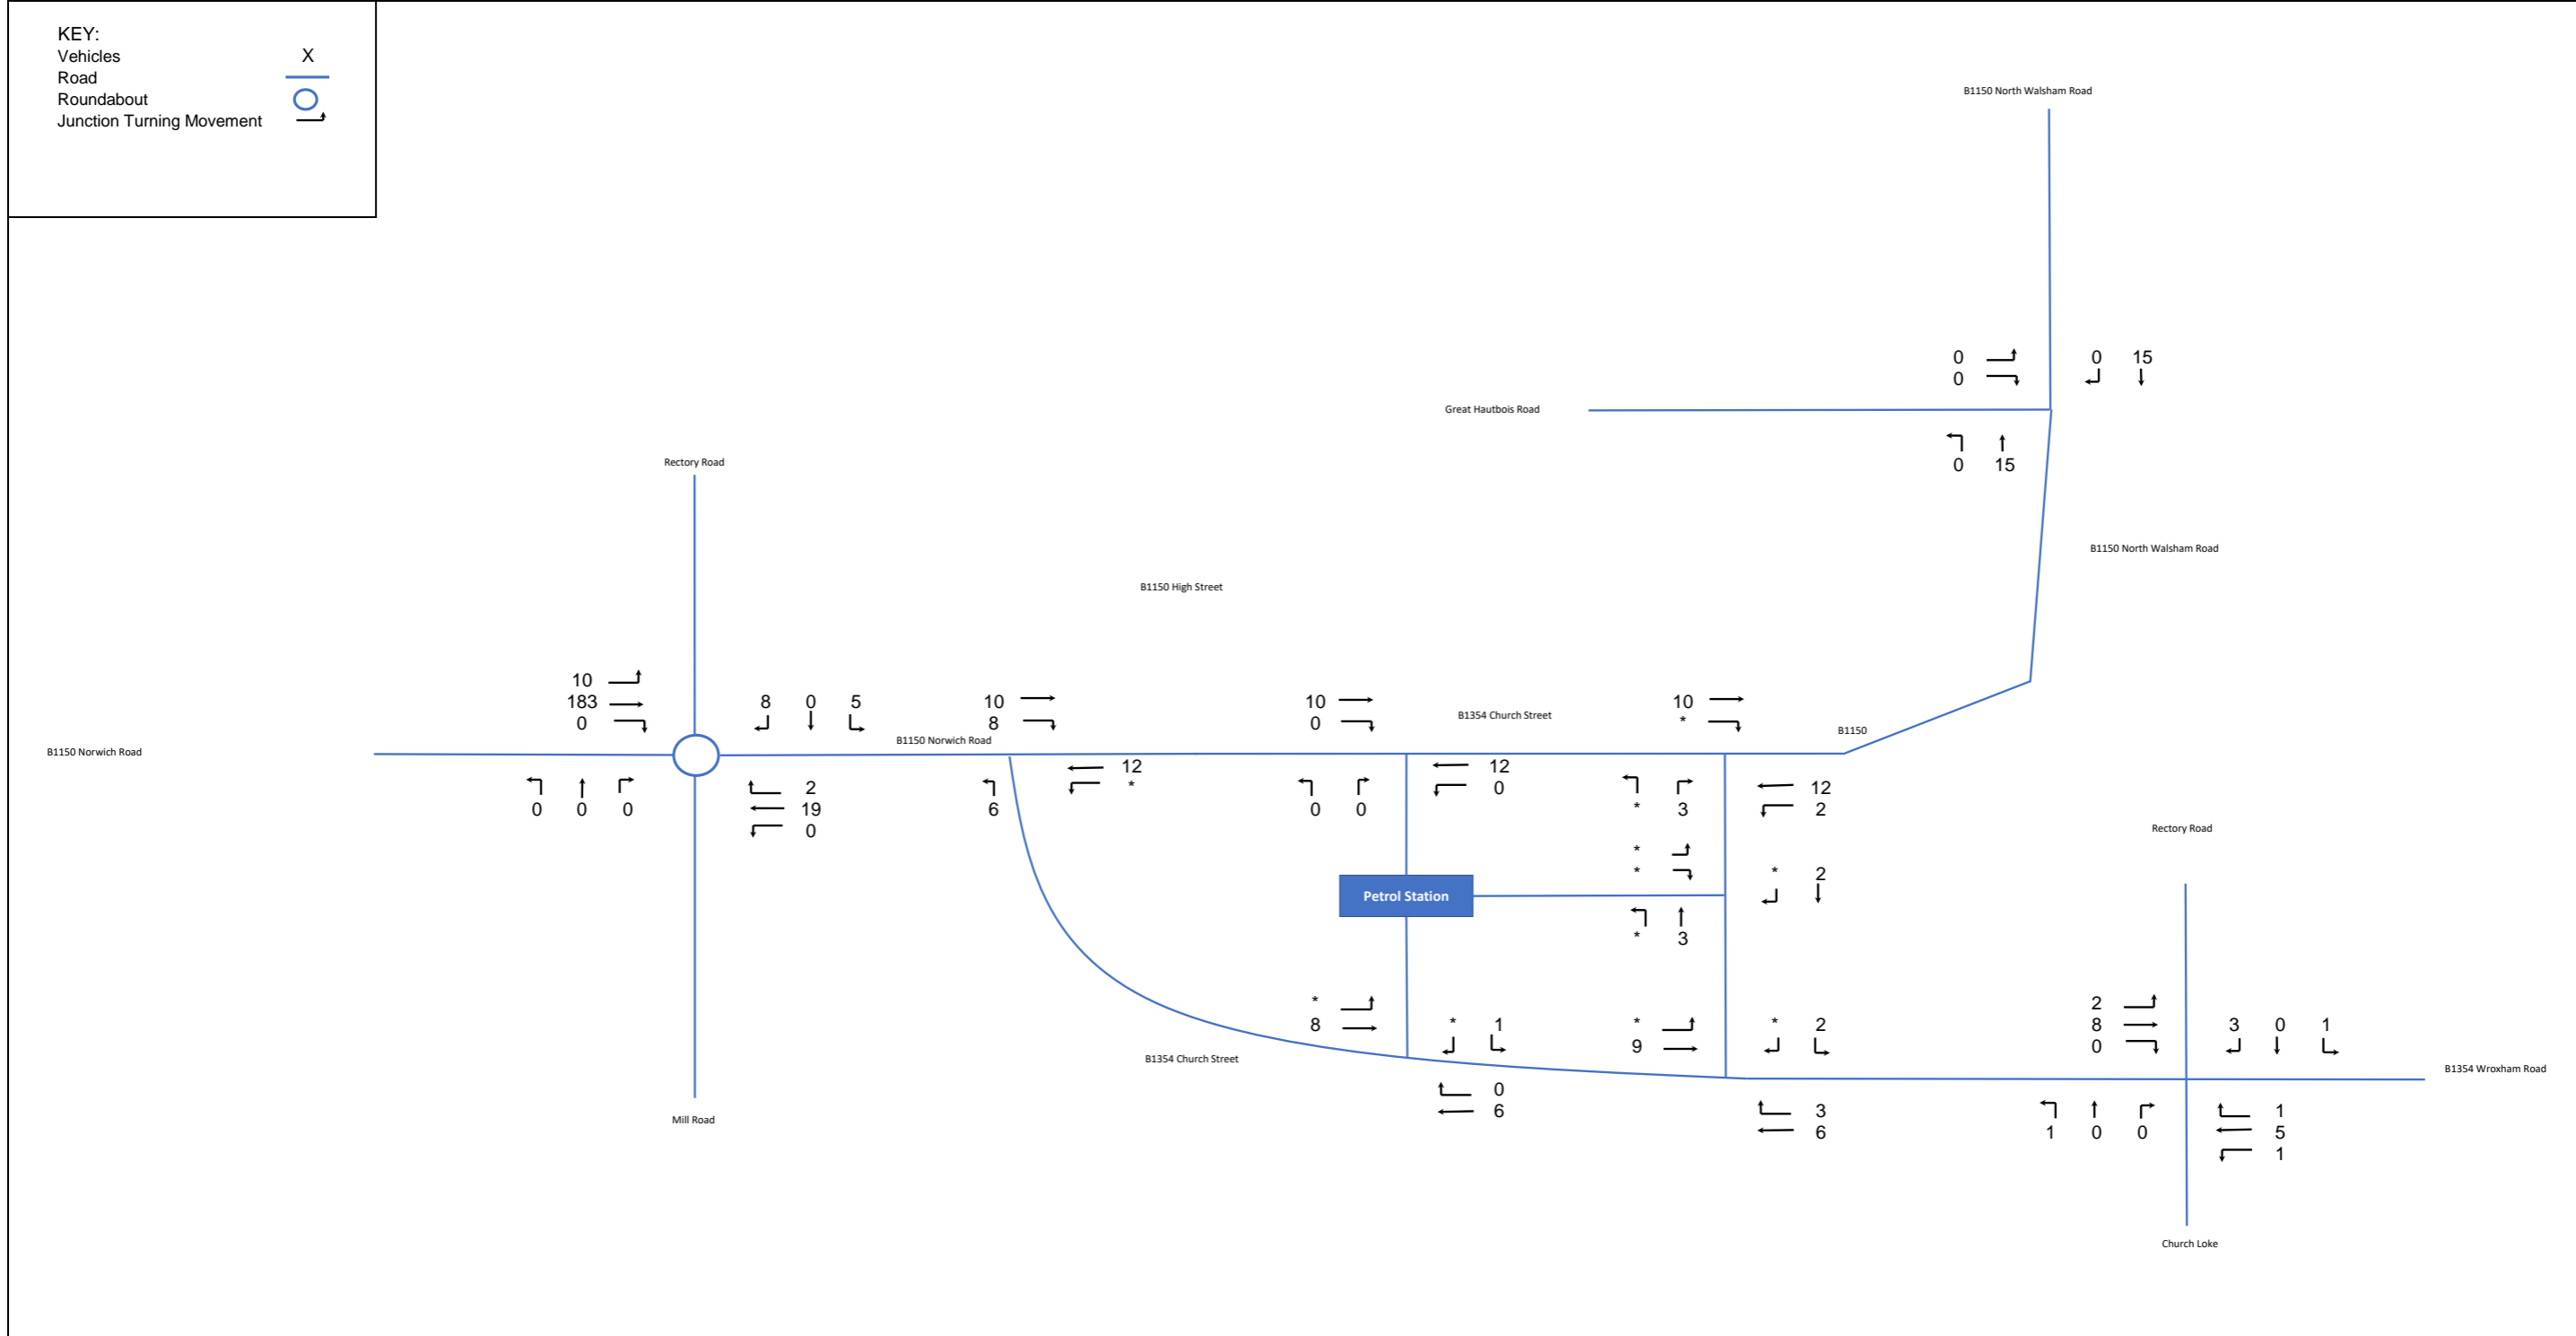 KEY:
Vehicles X
Road
Roundabout
Junction Turning Movement
B1150 North Walsham Road
0 0 15
0
Great Hautbois Road
0 15
Rectory Road
B1150 North Walsham Road
B1150 High Street
10
183 8 0 5 10 10 10
0 8 0 *
B1354 Church Street
B1150
B1150 Norwich Road
B1150 Norwich Road
12 12
* 0
0 0 0 2 6 0 0 * 3 12
19 2
0
Rectory Road
* * 2
*
Petrol Station
* 3
* 2
8 * 1 * * 2 8 3 0 1
9 0
B1354 Church Street
B1354 Wroxham Road
0
6
3 1
6 1 0 0 5
1
Mill Road
Church Loke